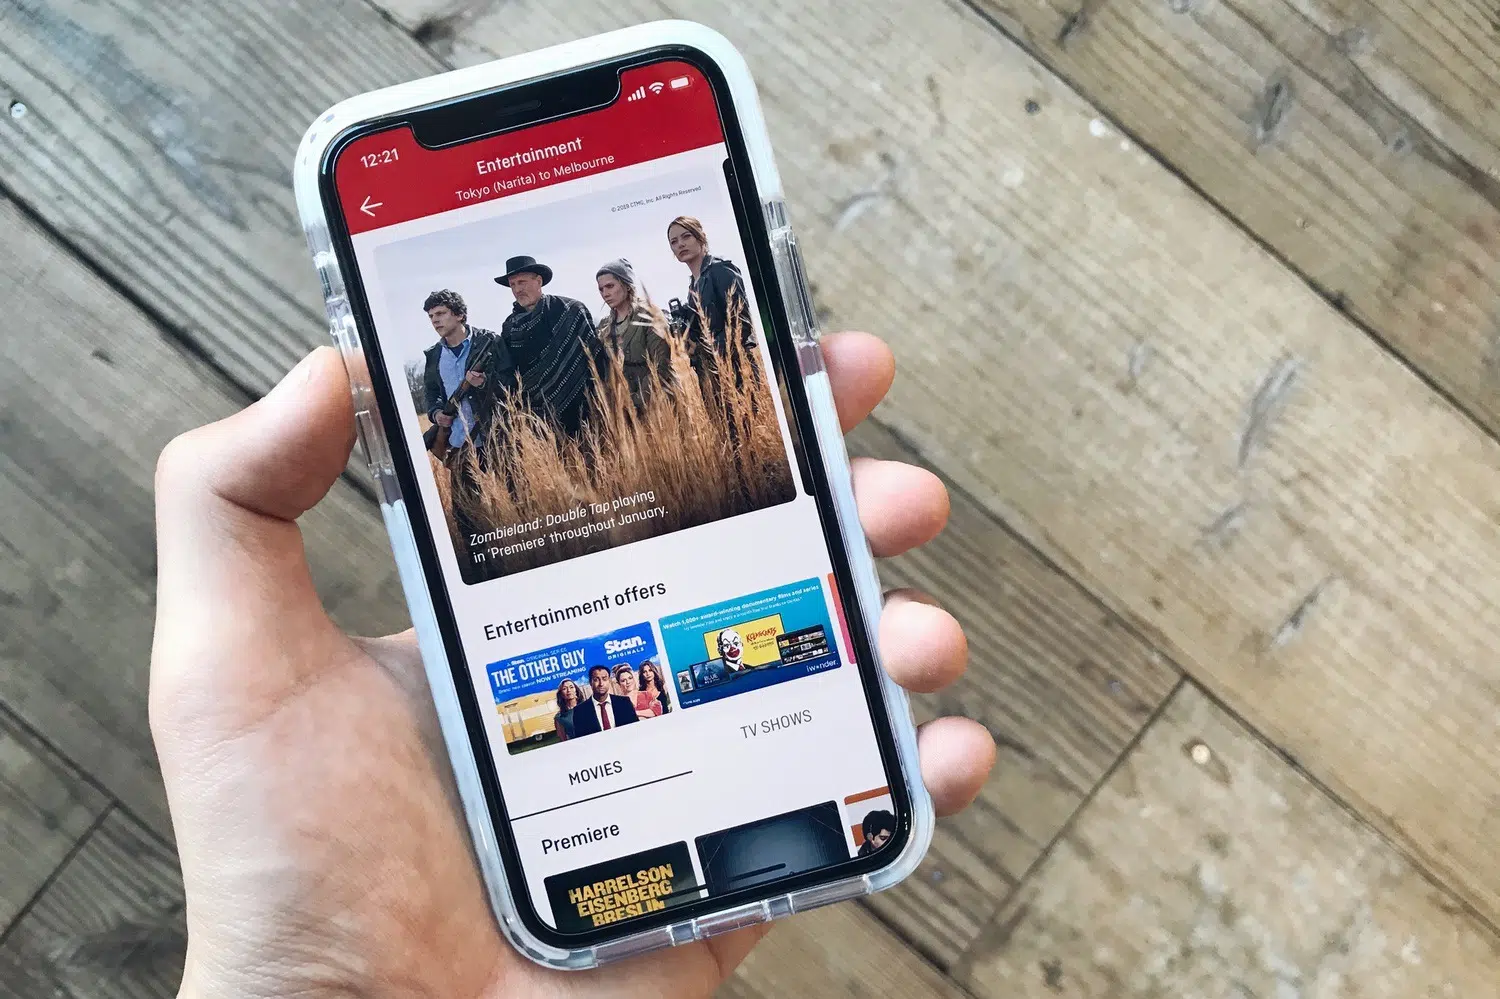 12:21
Entertainment
Tokyo (Narita) to Melbourne
© 2019 CTMG, Inc. All Rights Reserved
Zombieland: Double Tap playing
in 'Premiere' throughout January.
Entertainment offers
A Stan. ORIGINAL SERIES
THE OTHER GUY
NOW STREAMING
Stan.
ORIGINALS
Watch 1,000+ award-winning documentary films and series
BLUE
iwonder.
MOVIES
TV SHOWS
Premiere
HARRELSON
EISENBERG
BRESLIN